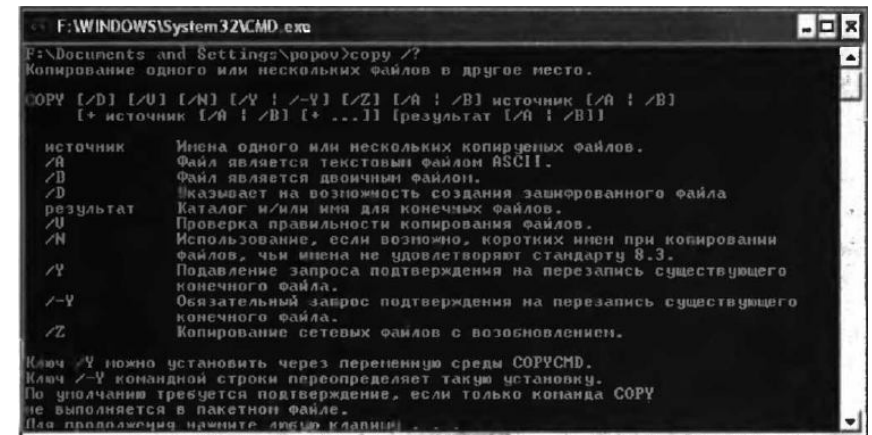 F:\WINDOWS\System32\CMD.exe
F:\Documents and Settings\popov>copy /?
Копирование одного или нескольких файлов в другое место.
COPY [/D] [/V] [/N] [/Y ¦ /-Y] [/Z] [/A ¦ /B] источник [/A ¦ /B]
[+ источник [/A ¦ /B] [+ ...]] [результат [/A ¦ /B]]
источник Имена одного или нескольких копируемых файлов.
/A Файл является текстовым файлом ASCII.
/B Файл является двоичным файлом.
/D Указывает на возможность создания зашифрованного файла
результат Каталог и/или имя для конечных файлов.
/V Проверка правильности копирования файлов.
/N Использование, если возможно, коротких имен при копировании
файлов, чьи имена не удовлетворяют стандарту 8.3.
/Y Подавление запроса подтверждения на перезапись существующего
конечного файла.
/-Y Обязательный запрос подтверждения на перезапись существующего
конечного файла.
/Z Копирование сетевых файлов с возобновлением.
Ключ /Y можно установить через переменную среды COPYCMD.
Ключ /-Y командной строки переопределяет такую установку.
По умолчанию требуется подтверждение, если только команда COPY
не выполняется в пакетном файле.
Для продолжения нажмите любую клавишу . . .